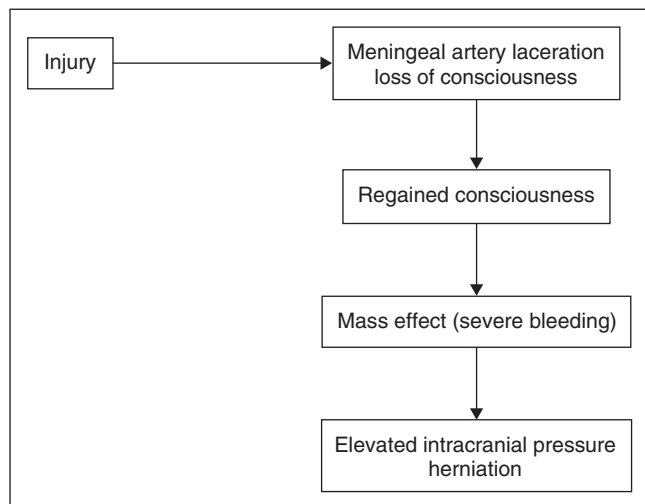 Injury
Meningeal artery laceration
loss of consciousness
Regained consciousness
Mass effect (severe bleeding)
Elevated intracranial pressure
herniation